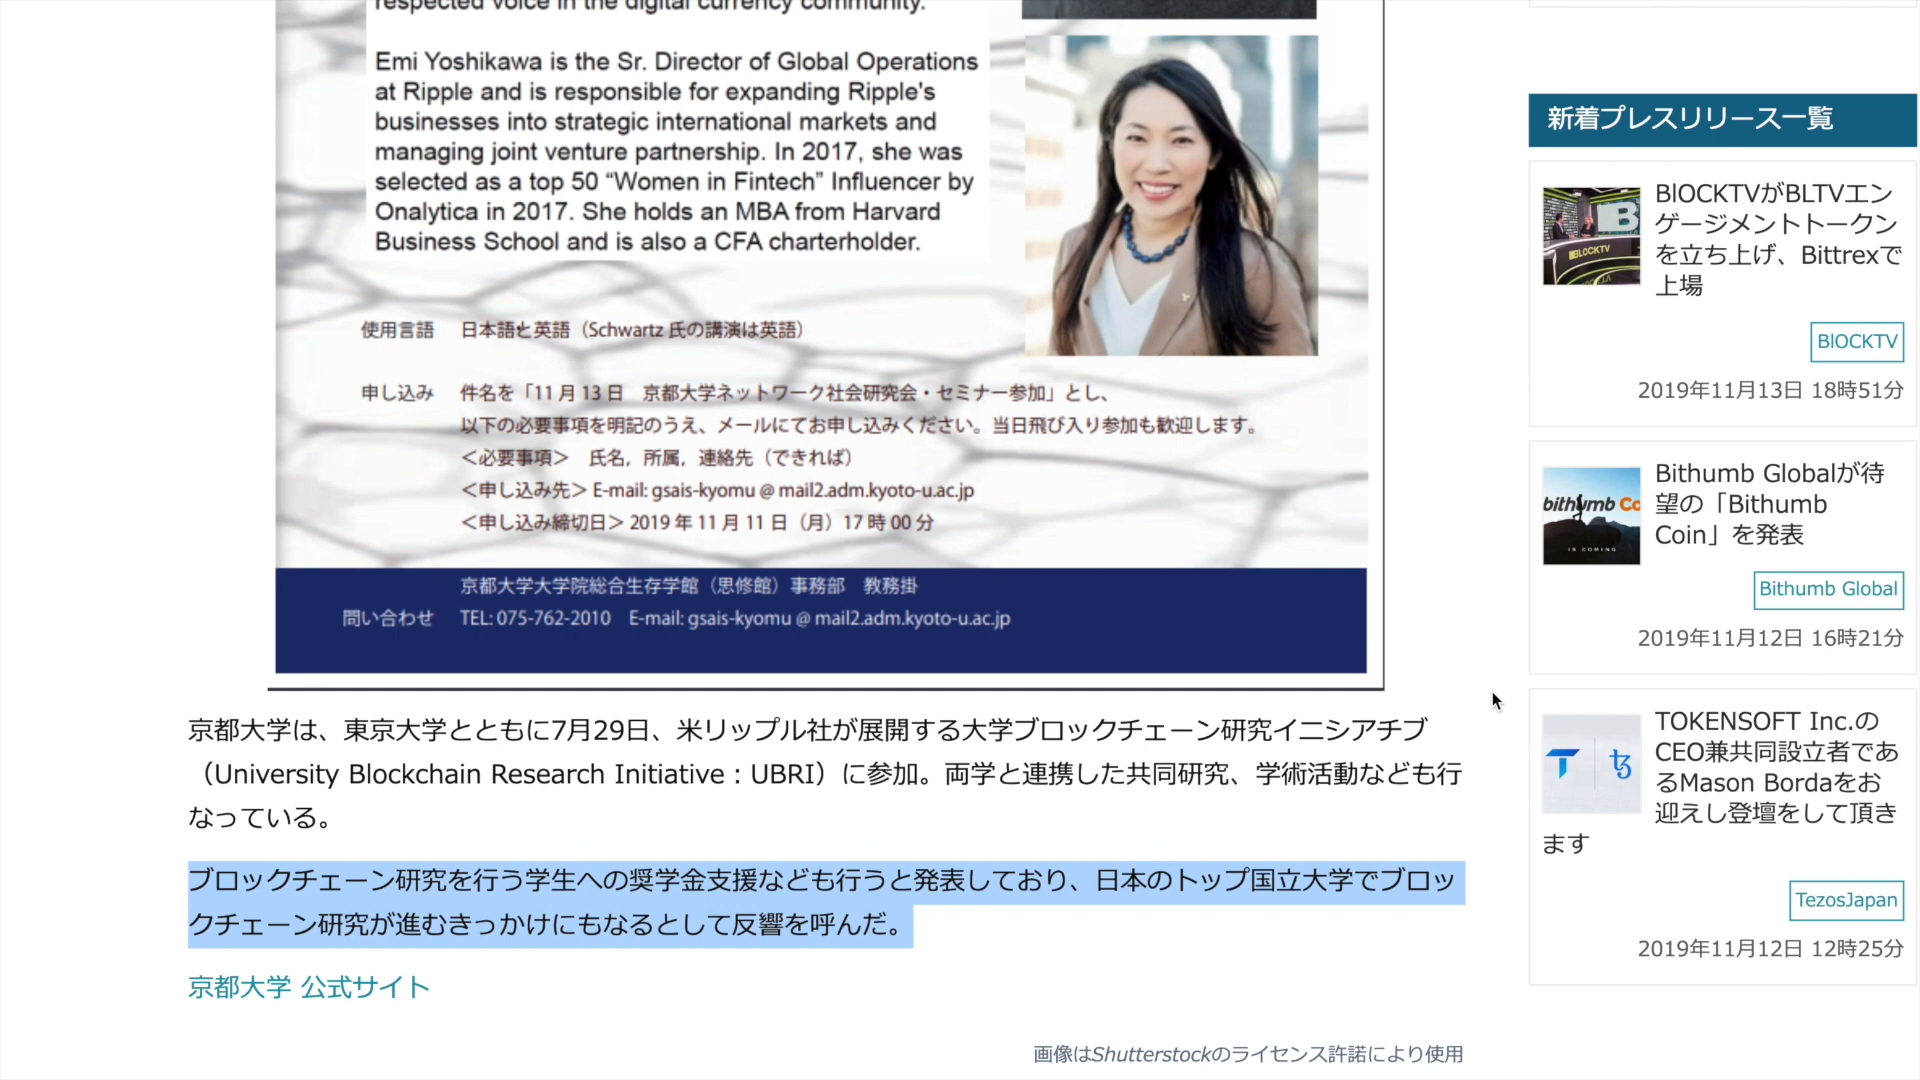 respected voice in the digital currency community.
Emi Yoshikawa is the Sr. Director of Global Operations
at Ripple and is responsible for expanding Ripple's
businesses into strategic international markets and
managing joint venture partnership. In 2017, she was
selected as a top 50 “Women in Fintech” Influencer by
Onalytica in 2017. She holds an MBA from Harvard
Business School and is also a CFA charterholder.
使用言語 日本語と英語（Schwartz 氏の講演は英語）
申し込み 件名を「11 月 13 日 京都大学ネットワーク社会研究会・セミナー参加」とし、
以下の必要事項を明記のうえ、メールにてお申し込みください。当日飛び入り参加も歓迎します。
＜必要事項＞ 氏名, 所属, 連絡先（できれば）
＜申し込み先＞ E-mail: gsais-kyomu @ mail2.adm.kyoto-u.ac.jp
＜申し込み締切日＞ 2019 年 11 月 11 日（月）17 時 00 分
京都大学大学院総合生存学館（思修館）事務部 教務掛
問い合わせ TEL: 075-762-2010 E-mail: gsais-kyomu @ mail2.adm.kyoto-u.ac.jp
京都大学は、東京大学とともに7月29日、米リップル社が展開する大学ブロックチェーン研究イニシアチブ
（University Blockchain Research Initiative : UBRI）に参加。両学と連携した共同研究、学術活動なども行
なっている。
ブロックチェーン研究を行う学生への奨学金支援なども行うと発表しており、日本のトップ国立大学でブロッ
クチェーン研究が進むきっかけにもなるとして反響を呼んだ。
京都大学 公式サイト
画像はShutterstockのライセンス許諾により使用
新着プレスリリース一覧
B
BLOCKTV
BlOCKTVがBLTVエン
ゲージメントトークン
を立ち上げ、Bittrexで
上場
BlOCKTV
2019年11月13日 18時51分
bithumb Co
IS COMING
Bithumb Globalが待
望の「Bithumb
Coin」を発表
Bithumb Global
2019年11月12日 16時21分
TOKENSOFT Inc.の
CEO兼共同設立者であ
るMason Bordaをお
迎えし登壇をして頂き
ます
TezosJapan
2019年11月12日 12時25分